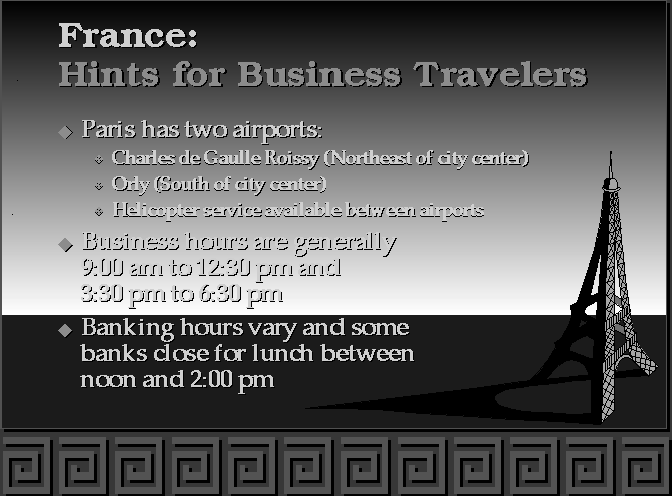 France:
Hints for Business Travelers
Paris has two airports:
Charles de Gaulle Roissy (Northeast of city center)
Orly (South of city center)
Helicopter service available between airports
Business hours are generally
9:00 am to 12:30 pm and
3:30 pm to 6:30 pm
Banking hours vary and some
banks close for lunch between
noon and 2:00 pm